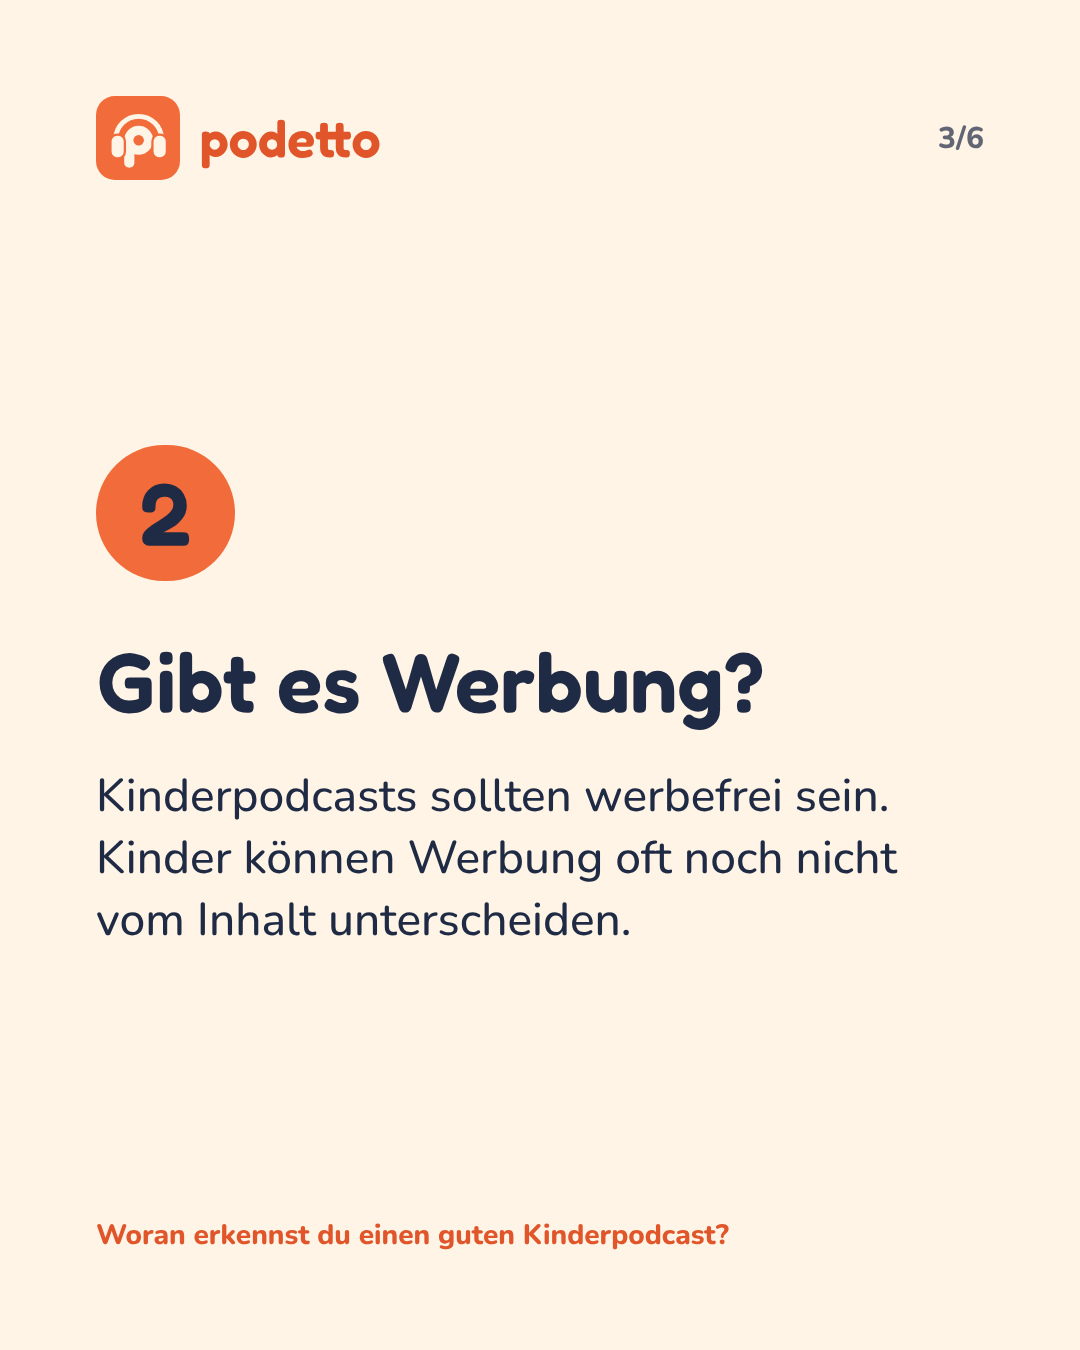 podetto
3/6
2
Gibt es Werbung?
Kinderpodcasts sollten werbefrei sein.
Kinder können Werbung oft noch nicht
vom Inhalt unterscheiden.
Woran erkennst du einen guten Kinderpodcast?